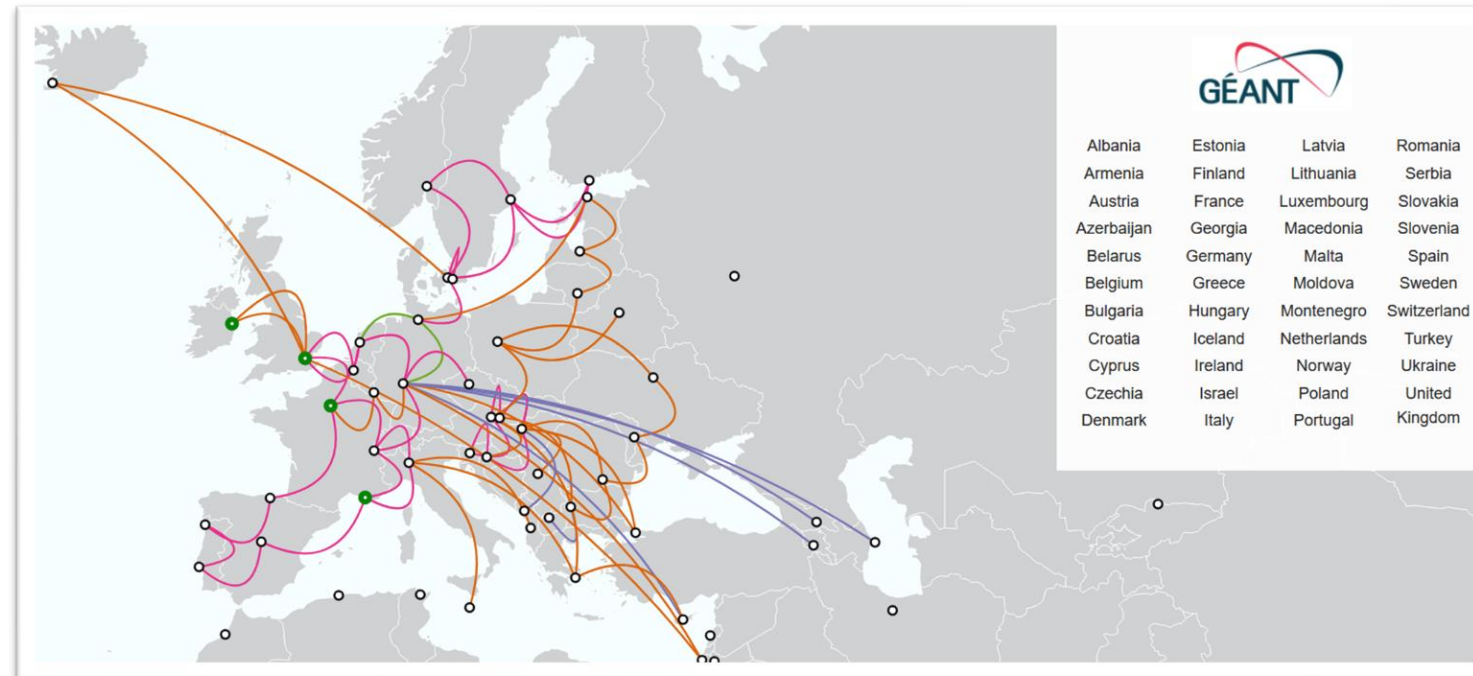 GÉANT
Albania Estonia Latvia Romania
Armenia Finland Lithuania Serbia
Austria France Luxembourg Slovakia
Azerbaijan Georgia Macedonia Slovenia
Belarus Germany Malta Spain
Belgium Greece Moldova Sweden
Bulgaria Hungary Montenegro Switzerland
Croatia Iceland Netherlands Turkey
Cyprus Ireland Norway Ukraine
Czechia Israel Poland United
Denmark Italy Portugal Kingdom